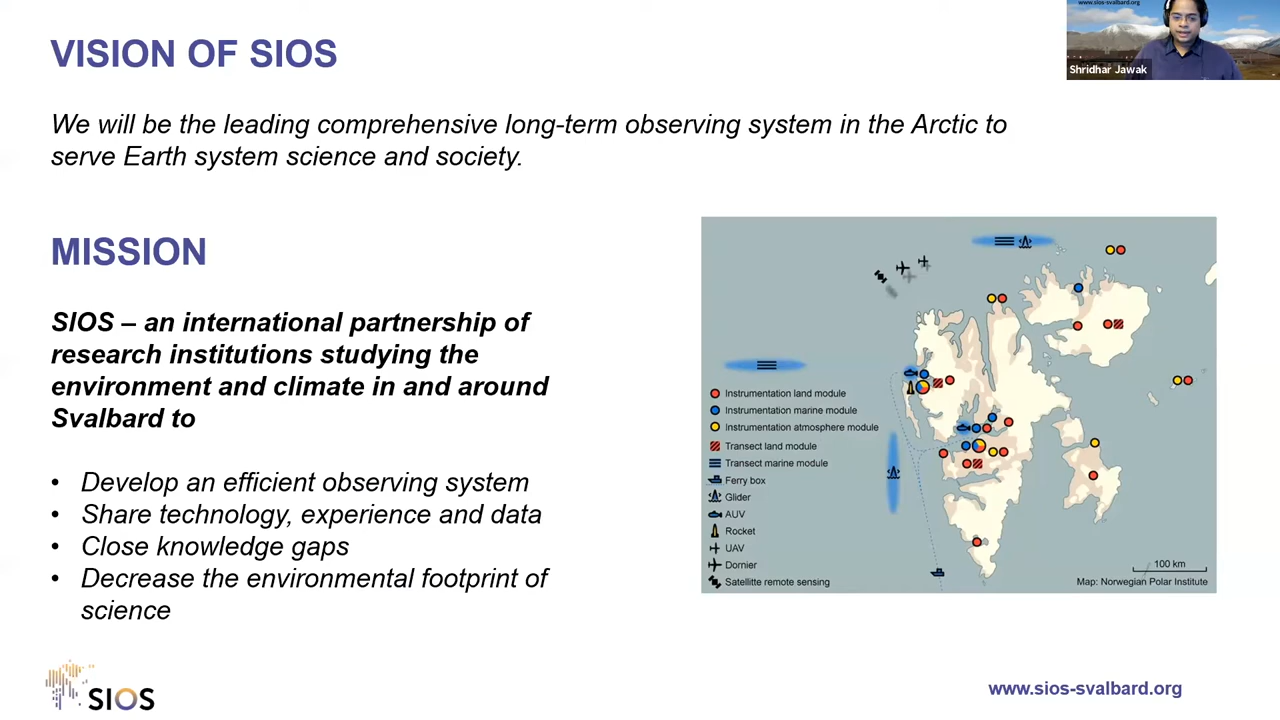 VISION OF SIOS
www.sios-svalbard.org
Shridhar Jawak
We will be the leading comprehensive long-term observing system in the Arctic to
serve Earth system science and society.
MISSION
SIOS – an international partnership of
research institutions studying the
environment and climate in and around
Svalbard to
• Develop an efficient observing system
• Share technology, experience and data
• Close knowledge gaps
• Decrease the environmental footprint of
science
Instrumentation land module
Instrumentation marine module
Instrumentation atmosphere module
Transect land module
Transect marine module
Ferry box
Glider
AUV
Rocket
UAV
Dornier
Satellitte remote sensing
100 km
Map: Norwegian Polar Institute
SIOS
www.sios-svalbard.org